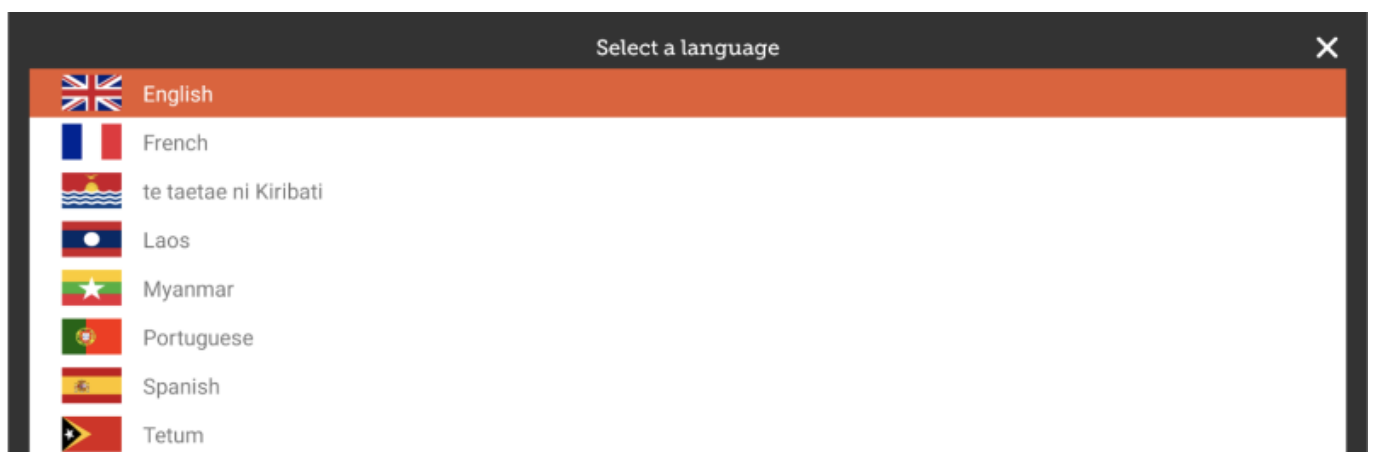 Select a language
English
French
te taetae ni Kiribati
Laos
Myanmar
Portuguese
Spanish
Tetum